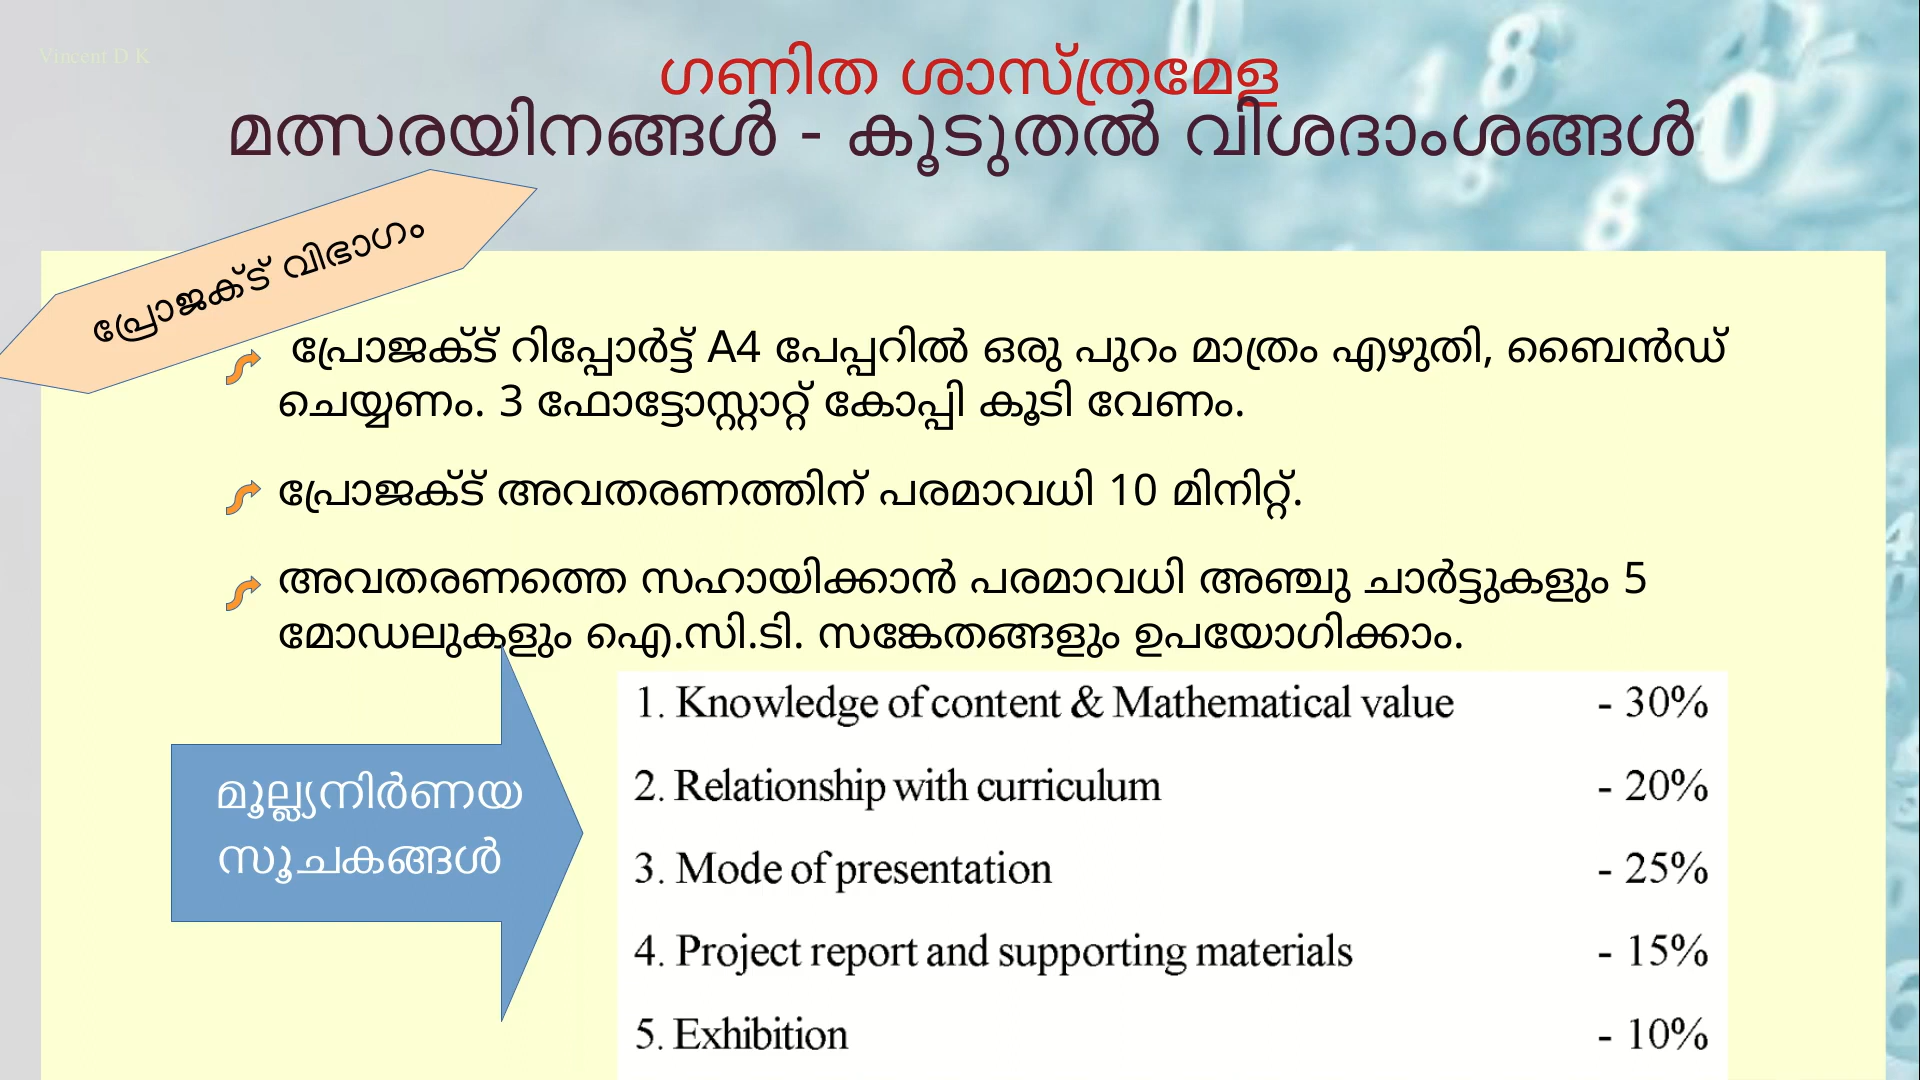 Vincent D K
ഗണിത ശാസ്ത്രമേള
മത്സരയിനങ്ങൾ - കൂടുതൽ വിശദാംശങ്ങൾ
പ്രോജക്ട് വിഭാഗം
പ്രോജക്ട് റിപ്പോർട്ട് A4 പേപ്പറിൽ ഒരു പുറം മാത്രം എഴുതി, ബൈൻഡ്
ചെയ്യണം. 3 ഫോട്ടോസ്റ്റാറ്റ് കോപ്പി കൂടി വേണം.
പ്രോജക്ട് അവതരണത്തിന് പരമാവധി 10 മിനിറ്റ്.
അവതരണത്തെ സഹായിക്കാൻ പരമാവധി അഞ്ചു ചാർട്ടുകളും 5
മോഡലുകളും ഐ.സി.ടി. സങ്കേതങ്ങളും ഉപയോഗിക്കാം.
മൂല്ല്യനിർണയ
സൂചകങ്ങൾ
1. Knowledge of content & Mathematical value - 30%
2. Relationship with curriculum - 20%
3. Mode of presentation - 25%
4. Project report and supporting materials - 15%
5. Exhibition - 10%